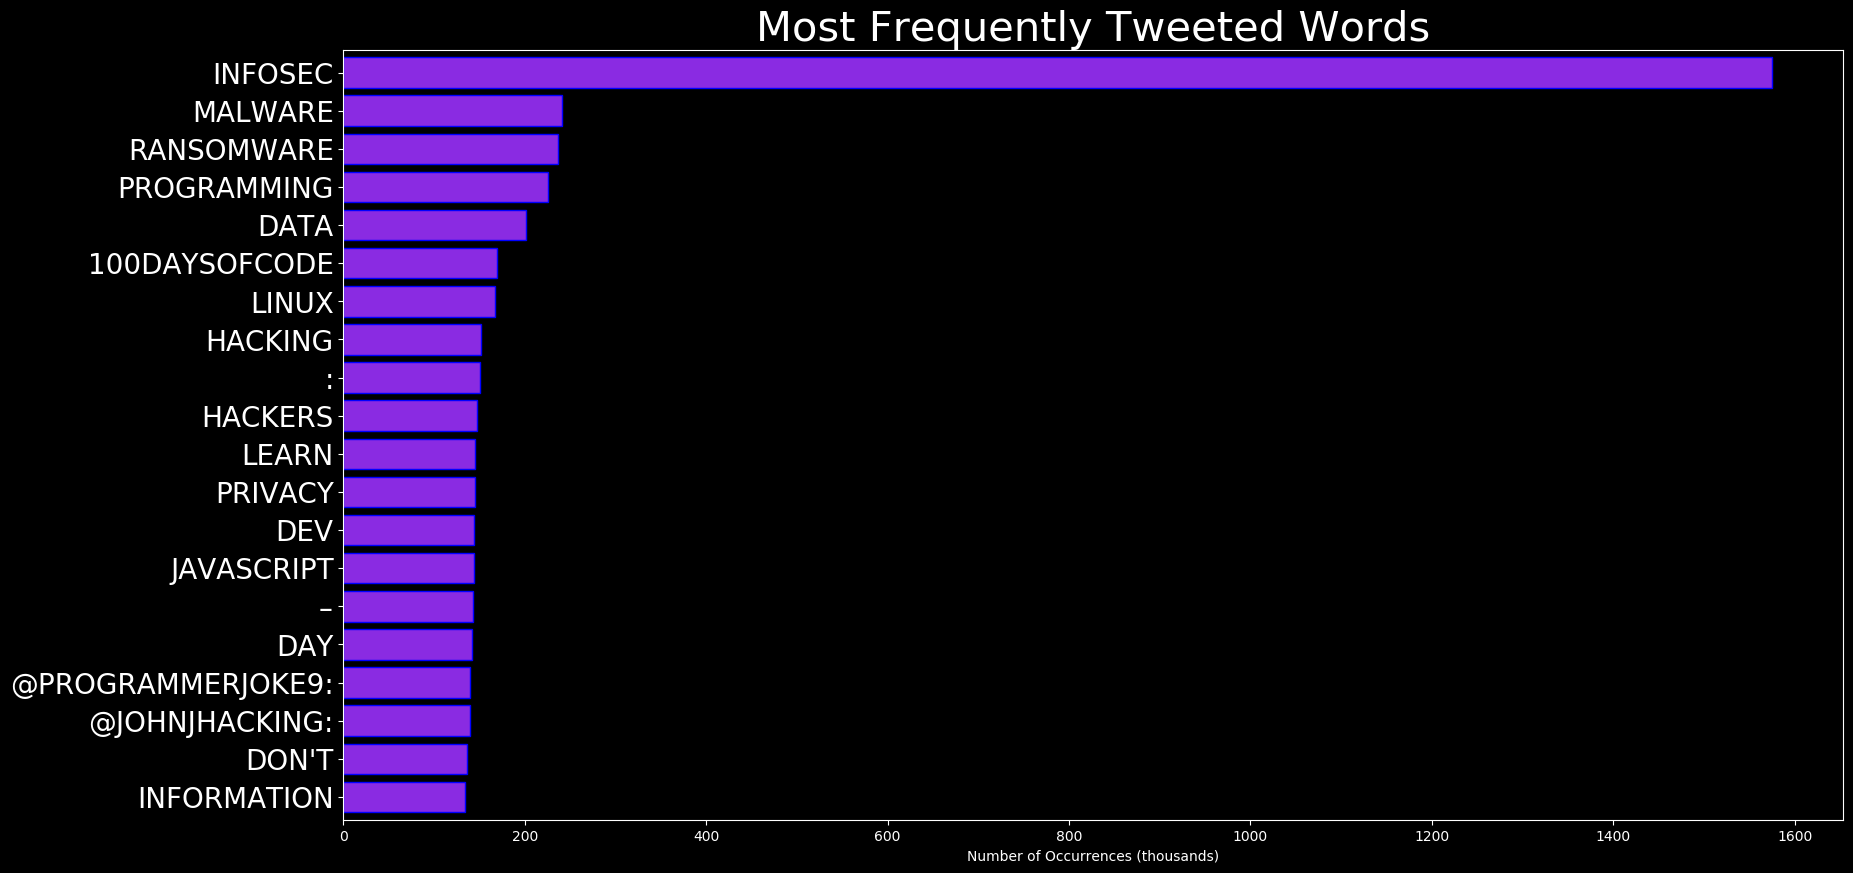 Most Frequently Tweeted Words
INFOSEC
MALWARE
RANSOMWARE
PROGRAMMING
DATA
100DAYSOFCODE
LINUX
HACKING
:
HACKERS
LEARN
PRIVACY
DEV
JAVASCRIPT
–
DAY
@PROGRAMMERJOKE9:
@JOHNJHACKING:
DON'T
INFORMATION
0 200 400 600 800 1000 1200 1400 1600
Number of Occurrences (thousands)